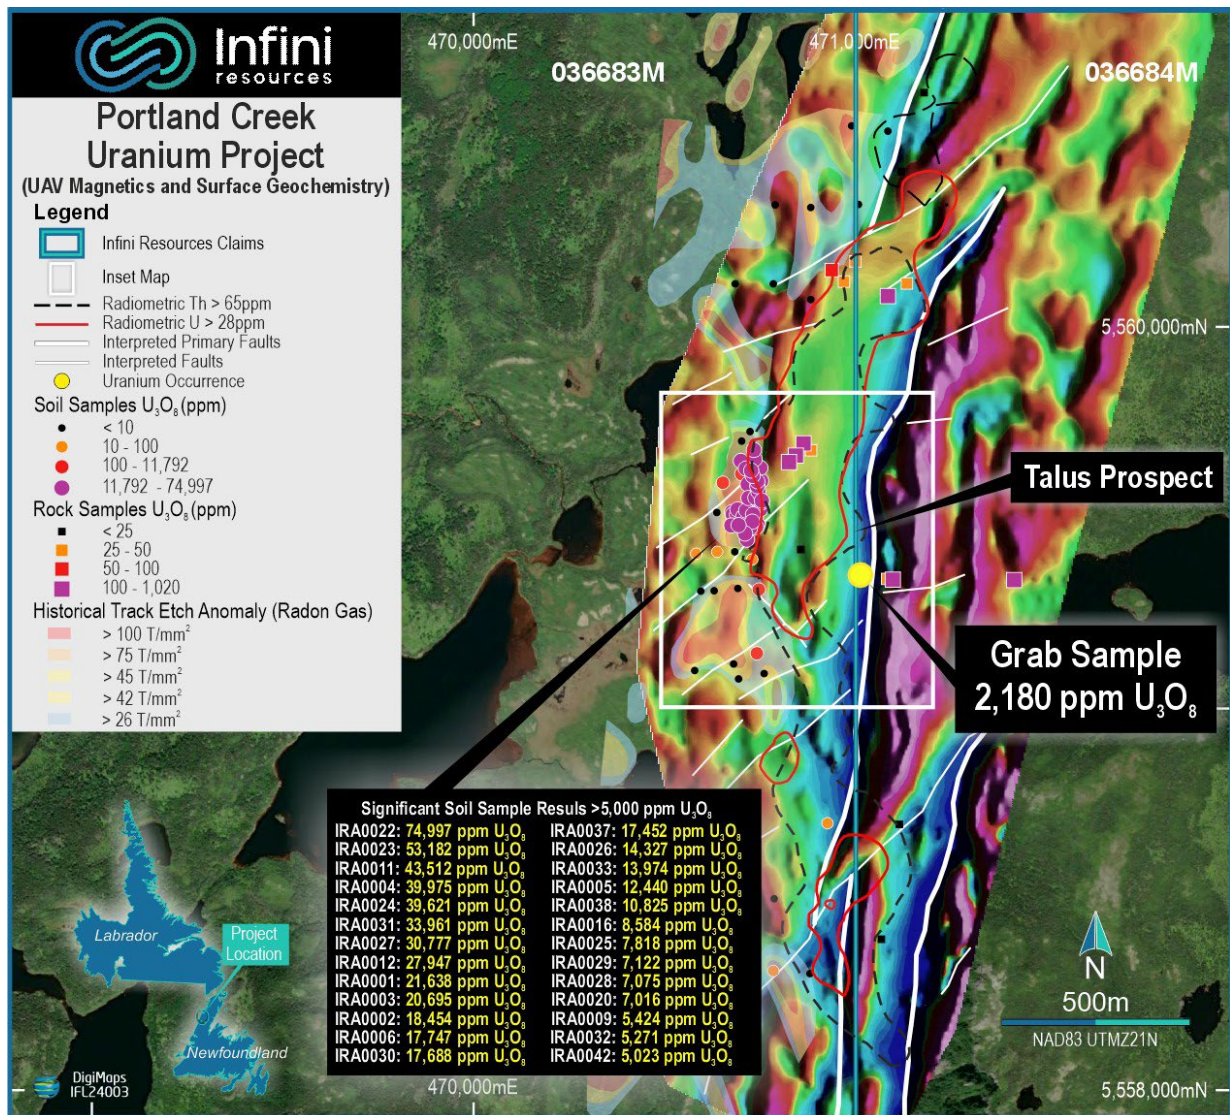 Infini
resources
Portland Creek
Uranium Project
(UAV Magnetics and Surface Geochemistry)
Legend
Infini Resources Claims
Inset Map
Radiometric Th > 65ppm
Radiometric U > 28ppm
Interpreted Primary Faults
Interpreted Faults
Uranium Occurrence
Soil Samples U₃O₈ (ppm)
< 10
10 - 100
100 - 11,792
11,792 - 74,997
Rock Samples U₃O₈ (ppm)
< 25
25 - 50
50 - 100
100 - 1,020
Historical Track Etch Anomaly (Radon Gas)
> 100 T/mm²
> 75 T/mm²
> 45 T/mm²
> 42 T/mm²
> 26 T/mm²
470,000mE
471,000mE
036683M
036684M
5,560,000mN
Talus Prospect
Grab Sample
2,180 ppm U₃O₈
Significant Soil Sample Resuls >5,000 ppm U₃O₈
IRA0022: 74,997 ppm U₃O₈
IRA0023: 53,182 ppm U₃O₈
IRA0011: 43,512 ppm U₃O₈
IRA0004: 39,975 ppm U₃O₈
IRA0024: 39,621 ppm U₃O₈
IRA0031: 33,961 ppm U₃O₈
IRA0027: 30,777 ppm U₃O₈
IRA0012: 27,947 ppm U₃O₈
IRA0001: 21,638 ppm U₃O₈
IRA0003: 20,695 ppm U₃O₈
IRA0002: 18,454 ppm U₃O₈
IRA0006: 17,747 ppm U₃O₈
IRA0030: 17,688 ppm U₃O₈
IRA0037: 17,452 ppm U₃O₈
IRA0026: 14,327 ppm U₃O₈
IRA0033: 13,974 ppm U₃O₈
IRA0005: 12,440 ppm U₃O₈
IRA0038: 10,825 ppm U₃O₈
IRA0016: 8,584 ppm U₃O₈
IRA0025: 7,818 ppm U₃O₈
IRA0029: 7,122 ppm U₃O₈
IRA0028: 7,075 ppm U₃O₈
IRA0020: 7,016 ppm U₃O₈
IRA0009: 5,424 ppm U₃O₈
IRA0032: 5,271 ppm U₃O₈
IRA0042: 5,023 ppm U₃O₈
Labrador
Project
Location
Newfoundland
DigiMaps
IFL24003
N
500m
NAD83 UTMZ21N
470,000mE
5,558,000mN